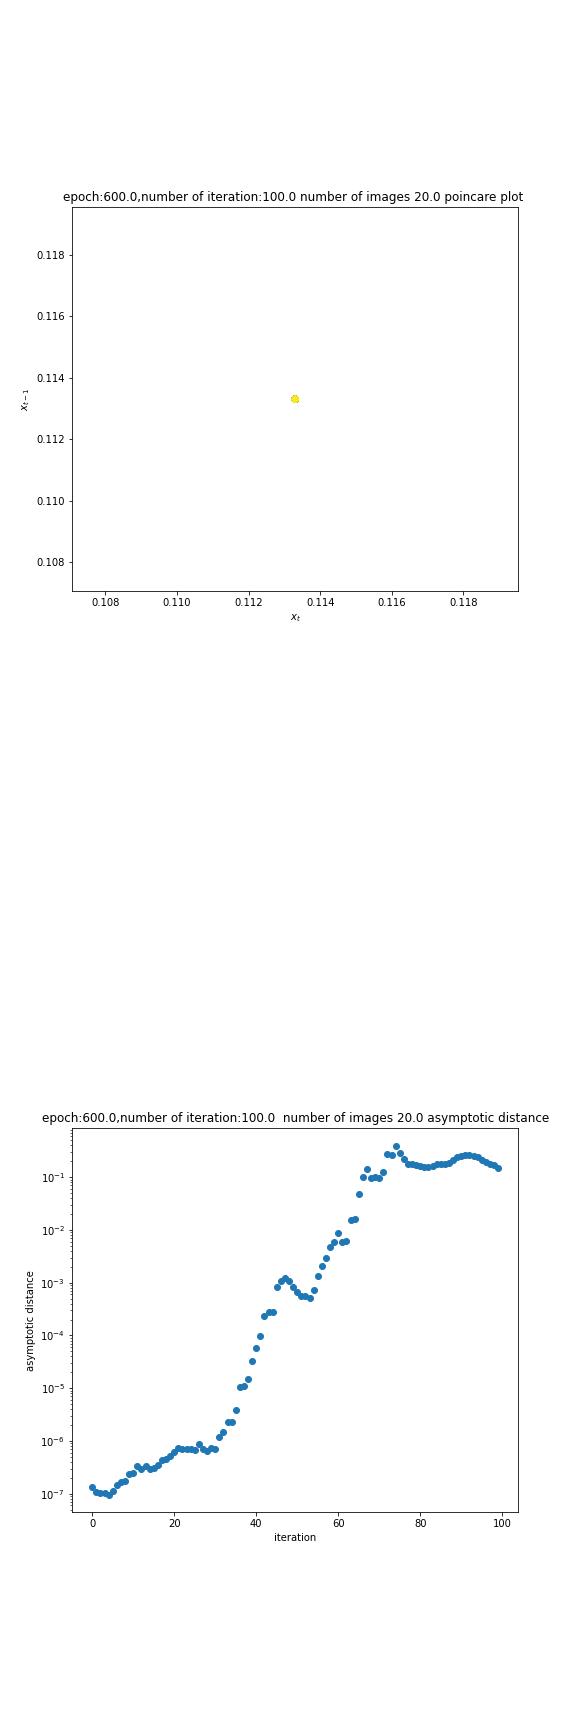 epoch:600.0,number of iteration:100.0 number of images 20.0 poincare plot
0.118
0.116
0.114
0.112
0.110
0.108
x_{t-1}
0.108 0.110 0.112 0.114 0.116 0.118
x_t
epoch:600.0,number of iteration:100.0  number of images 20.0 asymptotic distance
10^{-1}
10^{-2}
10^{-3}
10^{-4}
10^{-5}
10^{-6}
10^{-7}
asymptotic distance
0 20 40 60 80 100
iteration